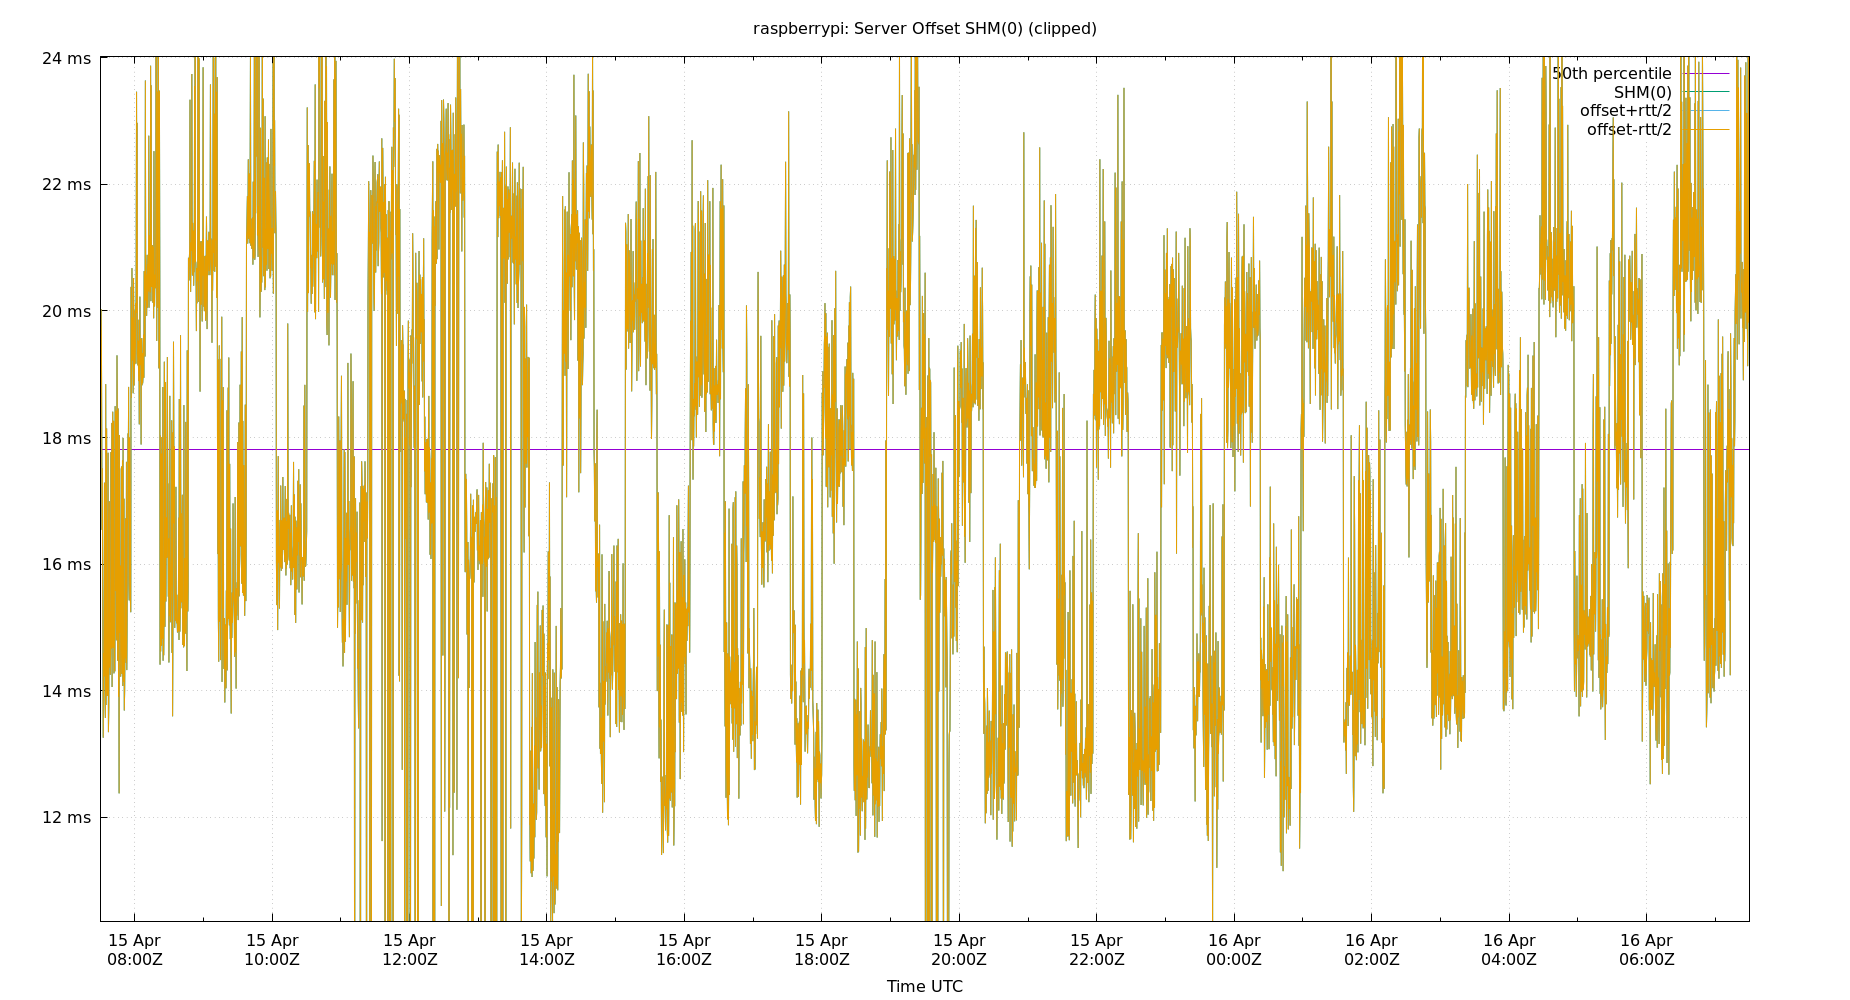 raspberrypi: Server Offset SHM(0) (clipped)
24 ms
22 ms
20 ms
18 ms
16 ms
14 ms
12 ms
50th percentile
SHM(0)
offset+rtt/2
offset-rtt/2
15 Apr 15 Apr 15 Apr 15 Apr 15 Apr 15 Apr 15 Apr 15 Apr 16 Apr 16 Apr 16 Apr 16 Apr
08:00Z 10:00Z 12:00Z 14:00Z 16:00Z 18:00Z 20:00Z 22:00Z 00:00Z 02:00Z 04:00Z 06:00Z
Time UTC